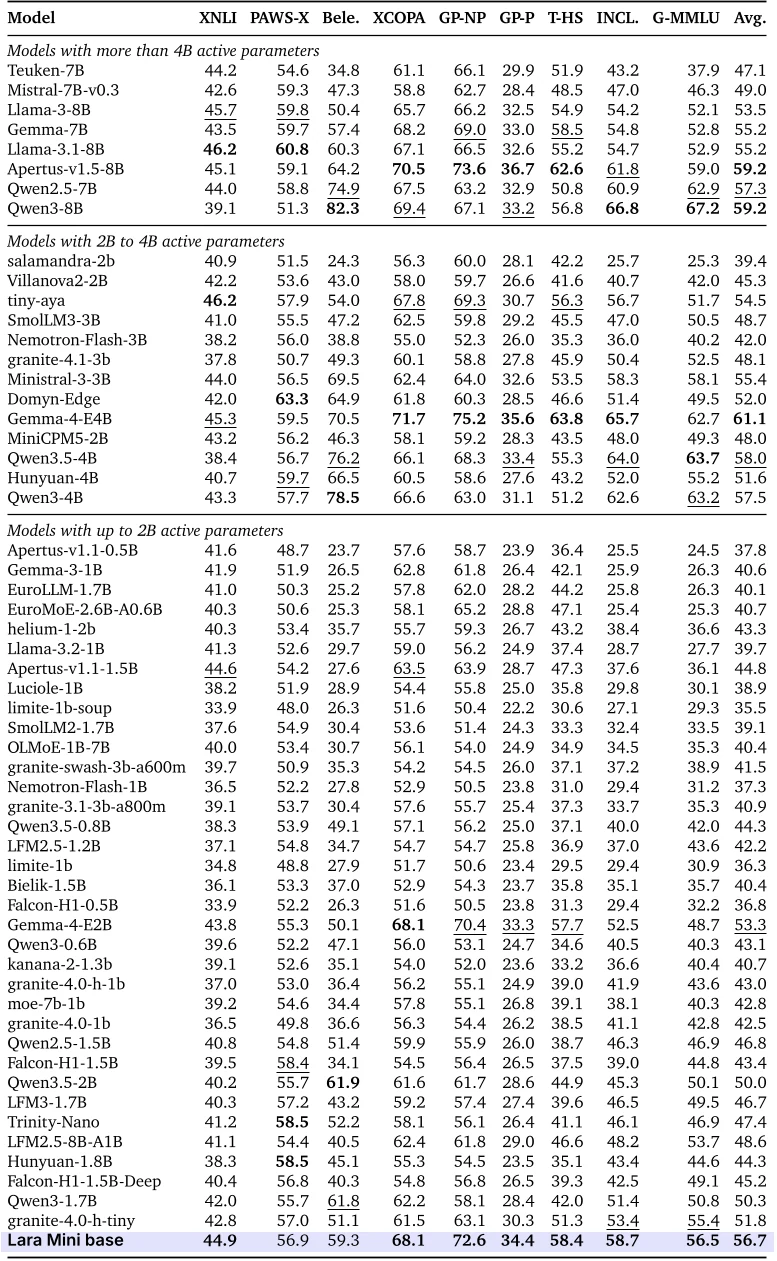 Model XNLI PAWS-X Bele. XCOPA GP-NP GP-P T-HS INCL. G-MMLU Avg.
Models with more than 4B active parameters
Teuken-7B 44.2 54.6 34.8 61.1 66.1 29.9 51.9 43.2 37.9 47.1
Mistral-7B-v0.3 42.6 59.3 47.3 58.8 62.7 28.4 48.5 47.0 46.3 49.0
Llama-3-8B 45.7 59.8 50.4 65.7 66.2 32.5 54.9 54.2 52.1 53.5
Gemma-7B 43.5 59.7 57.4 68.2 69.0 33.0 58.5 54.8 52.8 55.2
Llama-3.1-8B 46.2 60.8 60.3 67.1 66.5 32.6 55.2 54.7 52.9 55.2
Apertus-v1.5-8B 45.1 59.1 64.2 70.5 73.6 36.7 62.6 61.8 59.0 59.2
Qwen2.5-7B 44.0 58.8 74.9 67.5 63.2 32.9 50.8 60.9 62.9 57.3
Qwen3-8B 39.1 51.3 82.3 69.4 67.1 33.2 56.8 66.8 67.2 59.2
Models with 2B to 4B active parameters
salamandra-2b 40.9 51.5 24.3 56.3 60.0 28.1 42.2 25.7 25.3 39.4
Villanova2-2B 42.2 53.6 43.0 58.0 59.7 26.6 41.6 40.7 42.0 45.3
tiny-aya 46.2 57.9 54.0 67.8 69.3 30.7 56.3 56.7 51.7 54.5
SmolLM3-3B 41.0 55.5 47.2 62.5 59.8 29.2 45.5 47.0 50.5 48.7
Nemotron-Flash-3B 38.2 56.0 38.8 55.0 52.3 26.0 35.3 36.0 40.2 42.0
granite-4.1-3b 37.8 50.7 49.3 60.1 58.8 27.8 45.9 50.4 52.5 48.1
Ministral-3-3B 44.0 56.5 69.5 62.4 64.0 32.6 53.5 58.3 58.1 55.4
Domyn-Edge 42.0 63.3 64.9 61.8 60.3 28.5 46.6 51.4 49.5 52.0
Gemma-4-E4B 45.3 59.5 70.5 71.7 75.2 35.6 63.8 65.7 62.7 61.1
MiniCPM5-2B 43.2 56.2 46.3 58.1 59.2 28.3 43.5 48.0 49.3 48.0
Qwen3.5-4B 38.4 56.7 76.2 66.1 68.3 33.4 55.3 64.0 63.7 58.0
Hunyuan-4B 40.7 59.7 66.5 60.5 58.6 27.6 43.2 52.0 55.2 51.6
Qwen3-4B 43.3 57.7 78.5 66.6 63.0 31.1 51.2 62.6 63.2 57.5
Models with up to 2B active parameters
Apertus-v1.1-0.5B 41.6 48.7 23.7 57.6 58.7 23.9 36.4 25.5 24.5 37.8
Gemma-3-1B 41.9 51.9 26.5 62.8 61.8 26.4 42.1 25.9 26.3 40.6
EuroLLM-1.7B 41.0 50.3 25.2 57.8 62.0 28.2 44.2 25.8 26.3 40.1
EuroMoE-2.6B-A0.6B 40.3 50.6 25.3 58.1 65.2 28.8 47.1 25.4 25.3 40.7
helium-1-2b 40.3 53.4 35.7 55.7 59.3 26.7 43.2 38.4 36.6 43.3
Llama-3.2-1B 41.3 52.6 29.7 59.0 56.2 24.9 37.4 28.7 27.7 39.7
Apertus-v1.1-1.5B 44.6 54.2 27.6 63.5 63.9 28.7 47.3 37.6 36.1 44.8
Luciole-1B 38.2 51.9 28.9 54.4 55.8 25.0 35.8 29.8 30.1 38.9
limite-1b-soup 33.9 48.0 26.3 51.6 50.4 22.2 30.6 27.1 29.3 35.5
SmolLM2-1.7B 37.6 54.9 30.4 53.6 51.4 24.3 33.3 32.4 33.5 39.1
OLMoE-1B-7B 40.0 53.4 30.7 56.1 54.0 24.9 34.9 34.5 35.3 40.4
granite-swash-3b-a600m 39.7 50.9 35.3 54.2 54.5 26.0 37.1 37.2 38.9 41.5
Nemotron-Flash-1B 36.5 52.2 27.8 52.9 50.5 23.8 31.0 29.4 31.2 37.3
granite-3.1-3b-a800m 39.1 53.7 30.4 57.6 55.7 25.4 37.3 33.7 35.3 40.9
Qwen3.5-0.8B 38.3 53.9 49.1 57.1 56.2 25.0 37.1 40.0 42.0 44.3
LFM2.5-1.2B 37.1 54.8 34.7 54.7 54.7 25.8 36.9 37.0 43.6 42.2
limite-1b 34.8 48.8 27.9 51.7 50.6 23.4 29.5 29.4 30.9 36.3
Bielik-1.5B 36.1 53.3 37.0 52.9 54.3 23.7 35.8 35.1 35.7 40.4
Falcon-H1-0.5B 33.9 52.2 26.3 51.6 50.5 23.8 31.3 29.4 32.2 36.8
Gemma-4-E2B 43.8 55.3 50.1 68.1 70.4 33.3 57.7 52.5 48.7 53.3
Qwen3-0.6B 39.6 52.2 47.1 56.0 53.1 24.7 34.6 40.5 40.3 43.1
kanana-2-1.3b 39.1 52.6 35.1 54.0 52.0 23.6 33.2 36.6 40.4 40.7
granite-4.0-h-1b 37.0 53.0 36.4 56.2 55.1 24.9 39.0 41.9 43.6 43.0
moe-7b-1b 39.2 54.6 34.4 57.8 55.1 26.8 39.1 38.1 40.3 42.8
granite-4.0-1b 36.5 49.8 36.6 56.3 54.4 26.2 38.5 41.1 42.8 42.5
Qwen2.5-1.5B 40.8 54.8 51.4 59.9 55.9 26.0 38.7 46.3 46.9 46.8
Falcon-H1-1.5B 39.5 58.4 34.1 54.5 56.4 26.5 37.5 39.0 44.8 43.4
Qwen3.5-2B 40.2 55.7 61.9 61.6 61.7 28.6 44.9 45.3 50.1 50.0
LFM3-1.7B 40.3 57.2 43.2 59.2 57.4 27.4 39.6 46.5 49.5 46.7
Trinity-Nano 41.2 58.5 52.2 58.1 56.1 26.4 41.1 46.1 46.9 47.4
LFM2.5-8B-A1B 41.1 54.4 40.5 62.4 61.8 29.0 46.6 48.2 53.7 48.6
Hunyuan-1.8B 38.3 58.5 45.1 55.3 54.5 23.5 35.1 43.4 44.6 44.3
Falcon-H1-1.5B-Deep 40.4 56.8 40.3 54.8 56.8 26.5 39.3 42.5 49.1 45.2
Qwen3-1.7B 42.0 55.7 61.8 62.2 58.1 28.4 42.0 51.4 50.8 50.3
granite-4.0-h-tiny 42.8 57.0 51.1 61.5 63.1 30.3 51.3 53.4 55.4 51.8
Lara Mini base 44.9 56.9 59.3 68.1 72.6 34.4 58.4 58.7 56.5 56.7